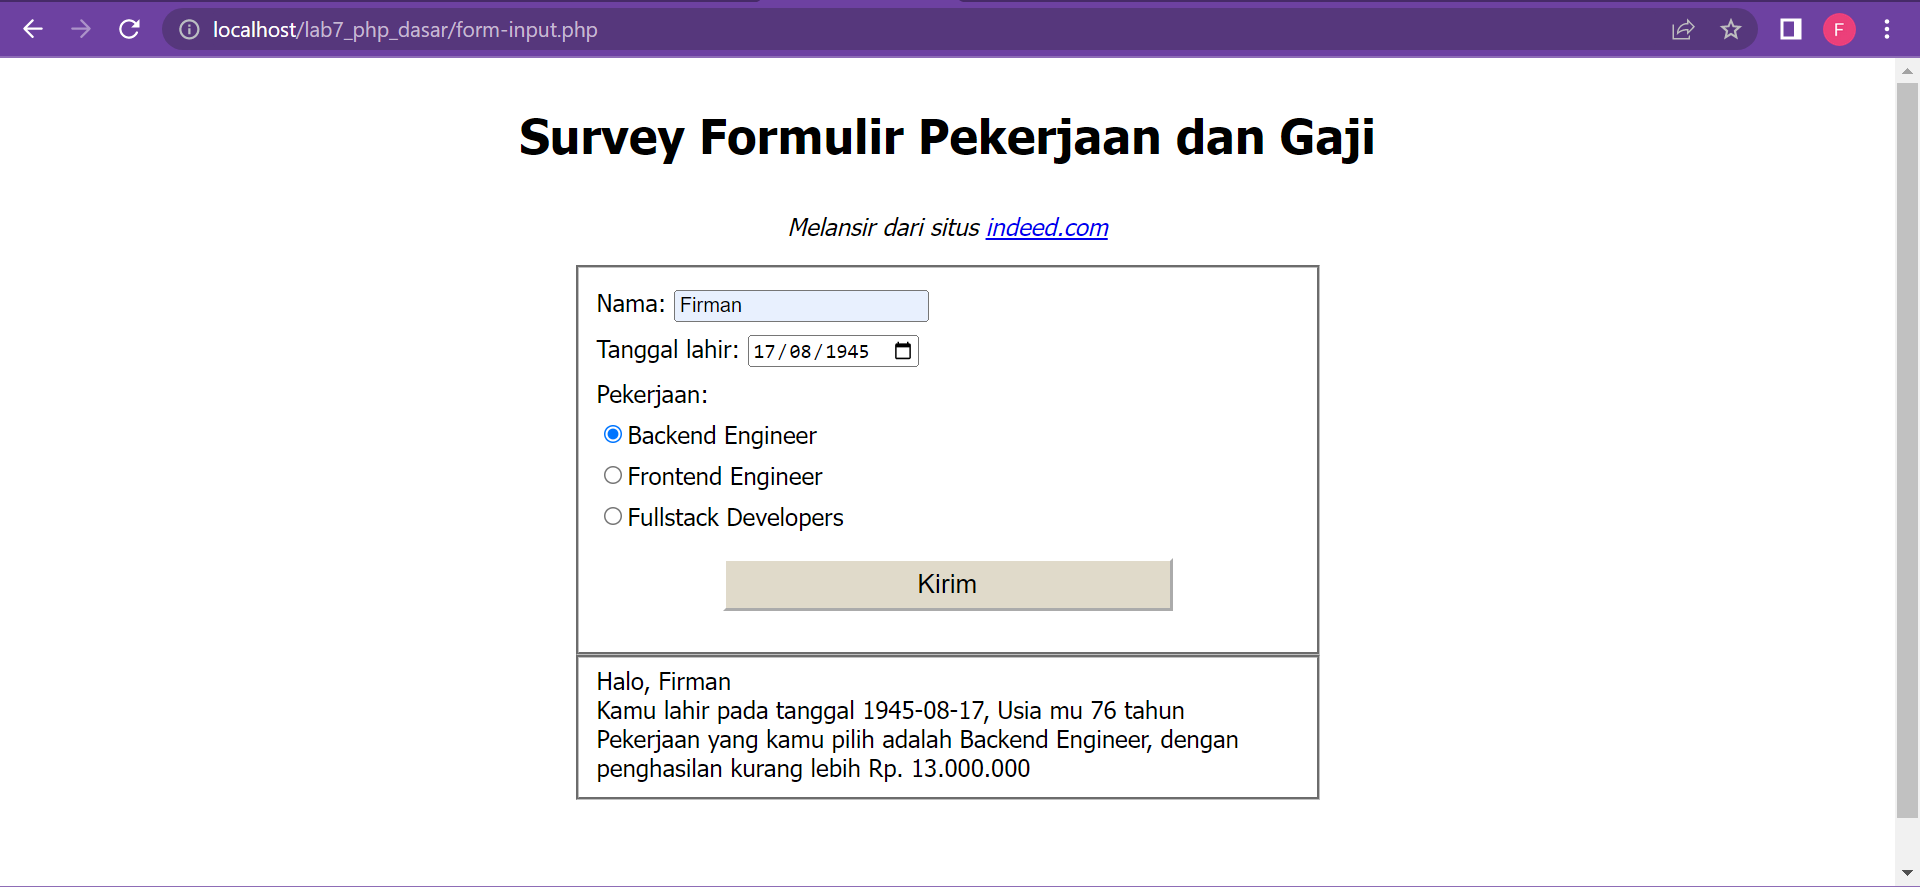 localhost/lab7_php_dasar/form-input.php
F
Survey Formulir Pekerjaan dan Gaji
Melansir dari situs indeed.com
Nama: Firman
Tanggal lahir: 17/08/1945
Pekerjaan:
Backend Engineer
Frontend Engineer
Fullstack Developers
Kirim
Halo, Firman
Kamu lahir pada tanggal 1945-08-17, Usia mu 76 tahun
Pekerjaan yang kamu pilih adalah Backend Engineer, dengan
penghasilan kurang lebih Rp. 13.000.000